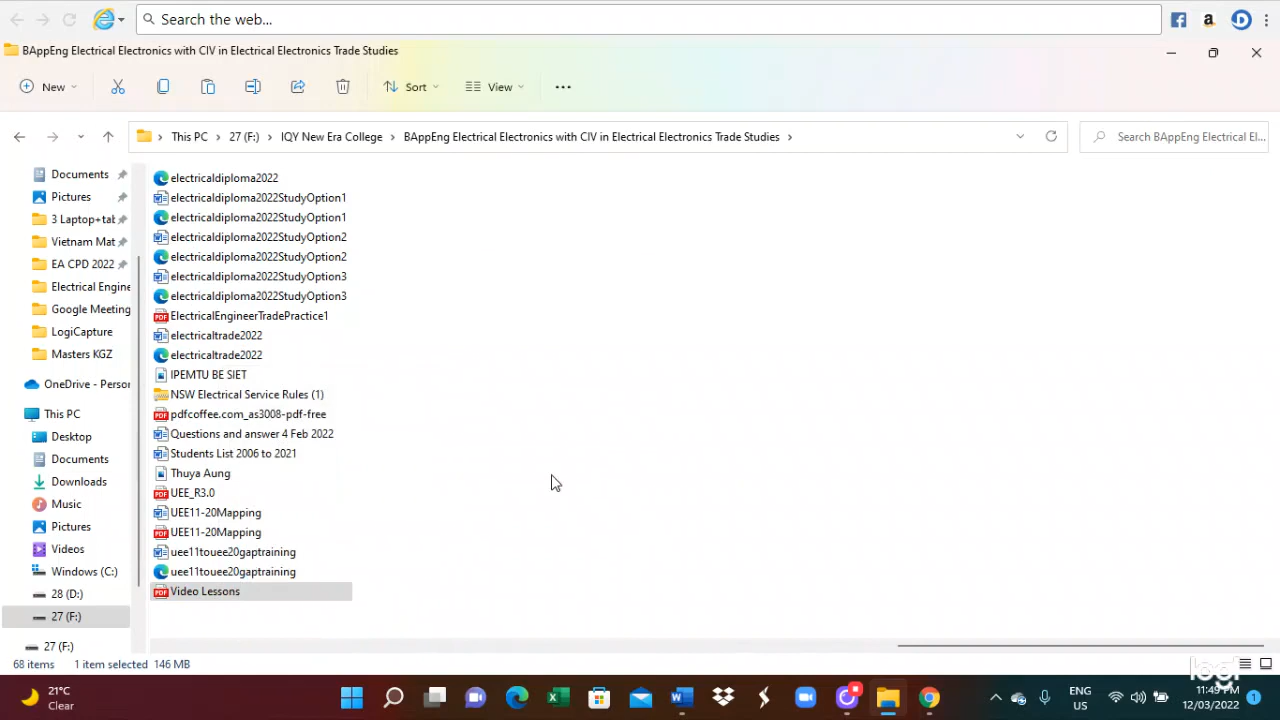 Search the web...
BAppEng Electrical Electronics with CIV in Electrical Electronics Trade Studies
New
Sort
View
This PC > 27 (F:) > IQY New Era College > BAppEng Electrical Electronics with CIV in Electrical Electronics Trade Studies >
Search BAppEng Electrical El...
Documents
Pictures
3 Laptop+tab
Vietnam Mat
EA CPD 2022
Electrical Engine
Google Meeting
LogiCapture
Masters KGZ
OneDrive - Person
This PC
Desktop
Documents
Downloads
Music
Pictures
Videos
Windows (C:)
28 (D:)
27 (F:)
27 (F:)
electricaldiploma2022
electricaldiploma2022StudyOption1
electricaldiploma2022StudyOption1
electricaldiploma2022StudyOption2
electricaldiploma2022StudyOption2
electricaldiploma2022StudyOption3
electricaldiploma2022StudyOption3
ElectricalEngineerTradePractice1
electricaltrade2022
electricaltrade2022
IPEMTU BE SIET
NSW Electrical Service Rules (1)
pdfcoffee.com_as3008-pdf-free
Questions and answer 4 Feb 2022
Students List 2006 to 2021
Thuya Aung
UEE_R3.0
UEE11-20Mapping
UEE11-20Mapping
uee11touee20gaptraining
uee11touee20gaptraining
Video Lessons
68 items 1 item selected 146 MB
logi
21°C
Clear
ENG
US
11:49 PM
12/03/2022
1